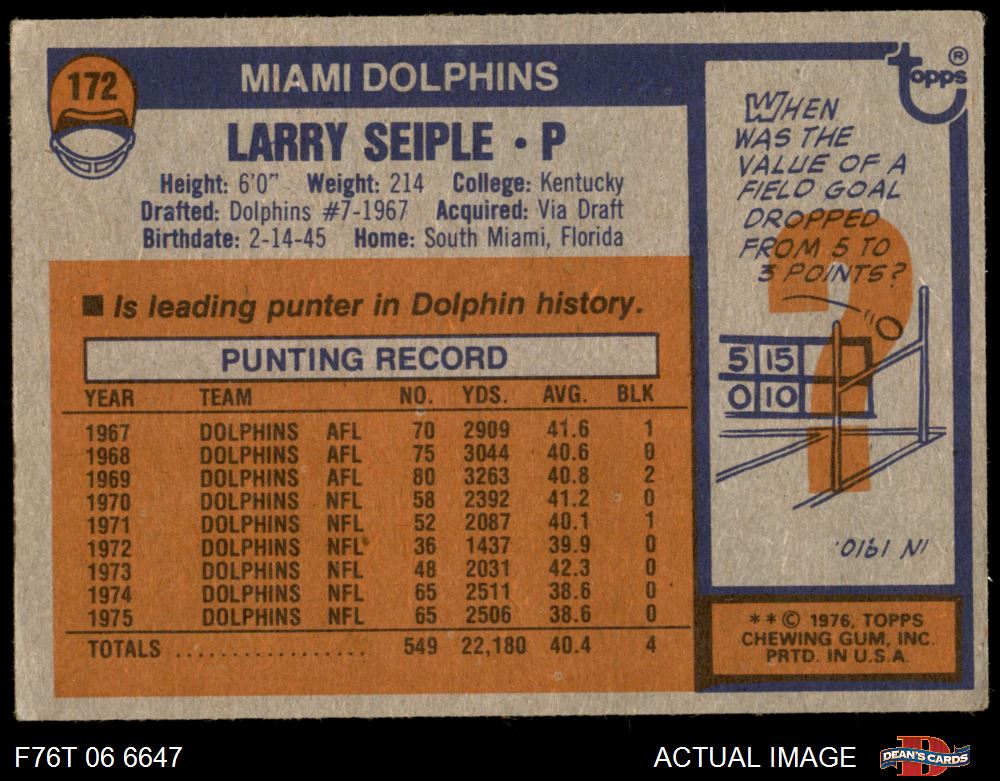 172
MIAMI DOLPHINS
LARRY SEIPLE • P
Height: 6'0" Weight: 214 College: Kentucky
Drafted: Dolphins #7-1967 Acquired: Via Draft
Birthdate: 2-14-45 Home: South Miami, Florida
■ Is leading punter in Dolphin history.
PUNTING RECORD
YEAR TEAM NO. YDS. AVG. BLK
1967 DOLPHINS AFL 70 2909 41.6 1
1968 DOLPHINS AFL 75 3044 40.6 0
1969 DOLPHINS AFL 80 3263 40.8 2
1970 DOLPHINS NFL 58 2392 41.2 0
1971 DOLPHINS NFL 52 2087 40.1 1
1972 DOLPHINS NFL 36 1437 39.9 0
1973 DOLPHINS NFL 48 2031 42.3 0
1974 DOLPHINS NFL 65 2511 38.6 0
1975 DOLPHINS NFL 65 2506 38.6 0
TOTALS .................. 549 22,180 40.4 4
Topps ®
WHEN
WAS THE
VALUE OF A
FIELD GOAL
DROPPED
FROM 5 TO
3 POINTS?
?
5 15
0 10
IN 1910.
**© 1976, TOPPS
CHEWING GUM, INC.
PRTD. IN U.S.A.
F76T 06 6647
ACTUAL IMAGE
D
DEAN'S CARDS